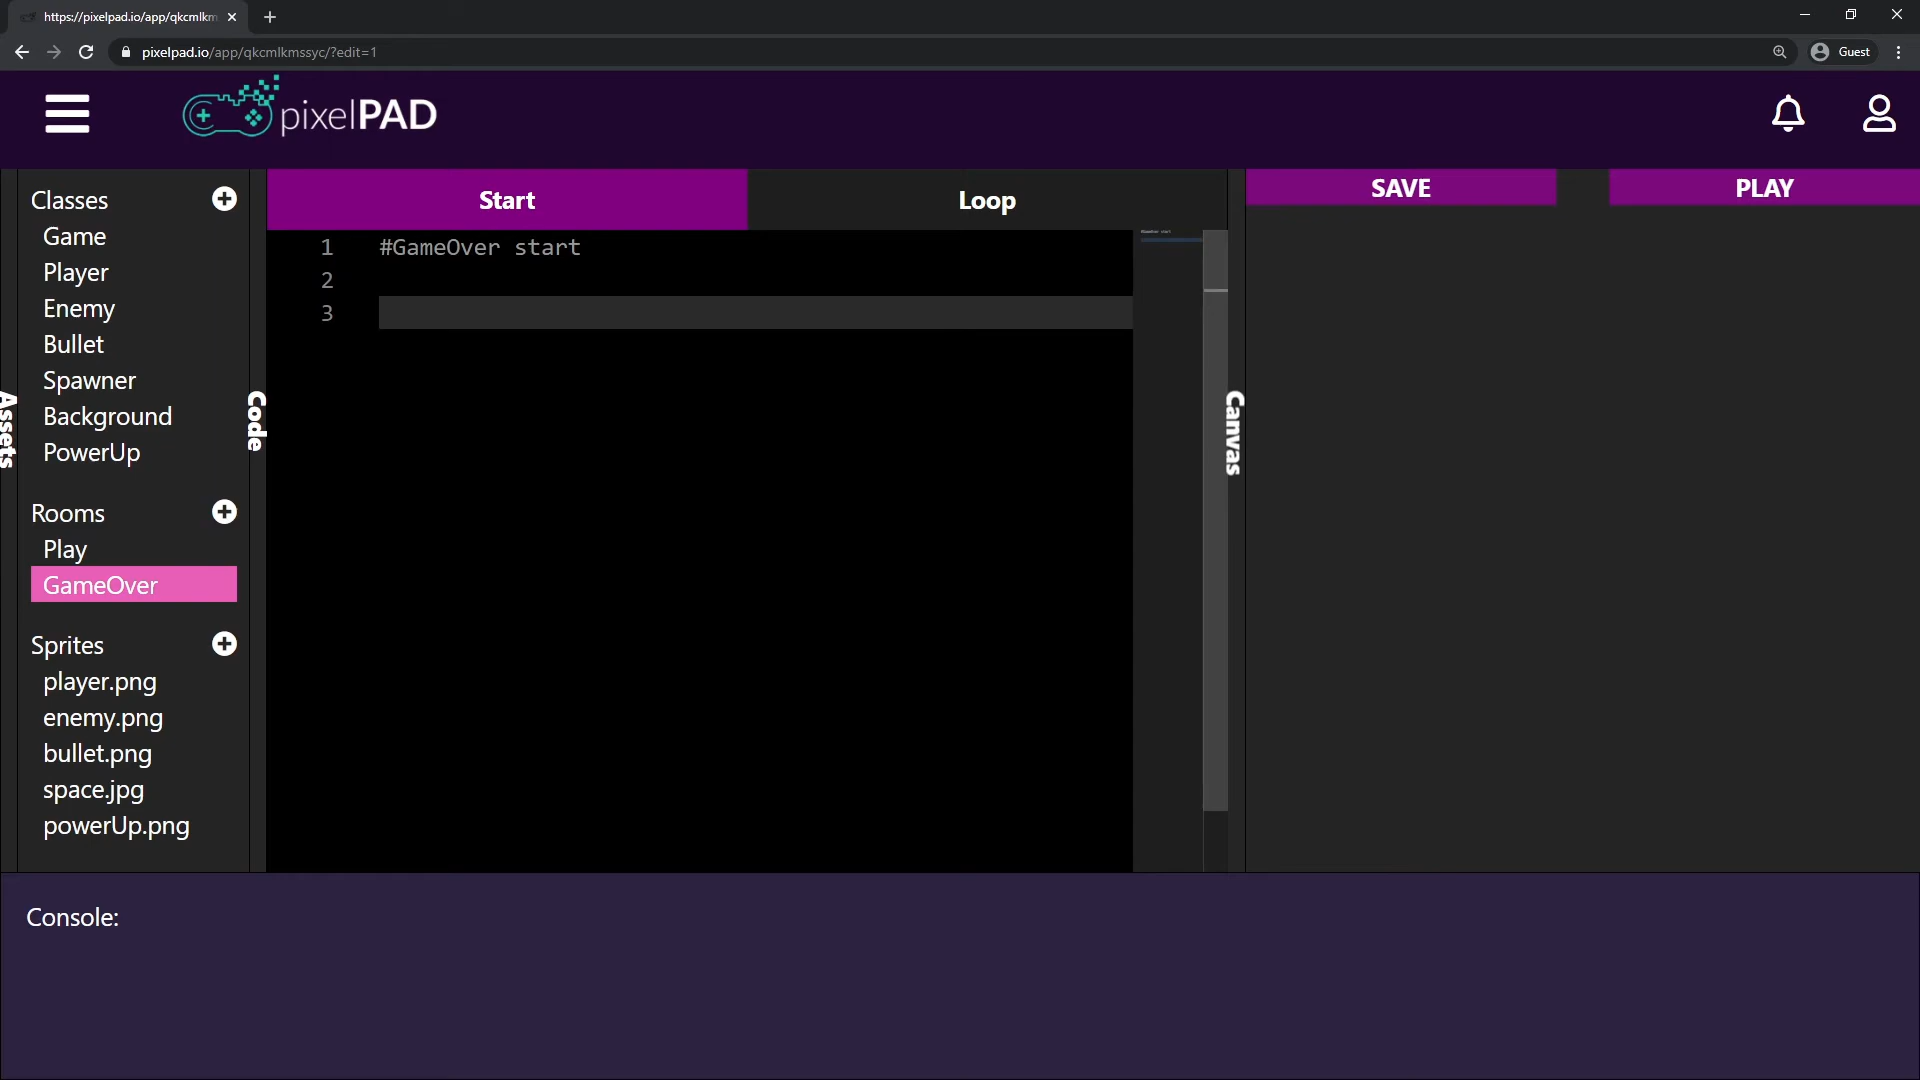 https://pixelpad.io/app/qkcmlkm
pixelpad.io/app/qkcmlkmssyc/?edit=1
Guest
pixelPAD
Assets
Classes
Game
Player
Enemy
Bullet
Spawner
Background
PowerUp
Rooms
Play
GameOver
Sprites
player.png
enemy.png
bullet.png
space.jpg
powerUp.png
Code
Start
Loop
1 #GameOver start
2
3
Canvas
SAVE
PLAY
Console: